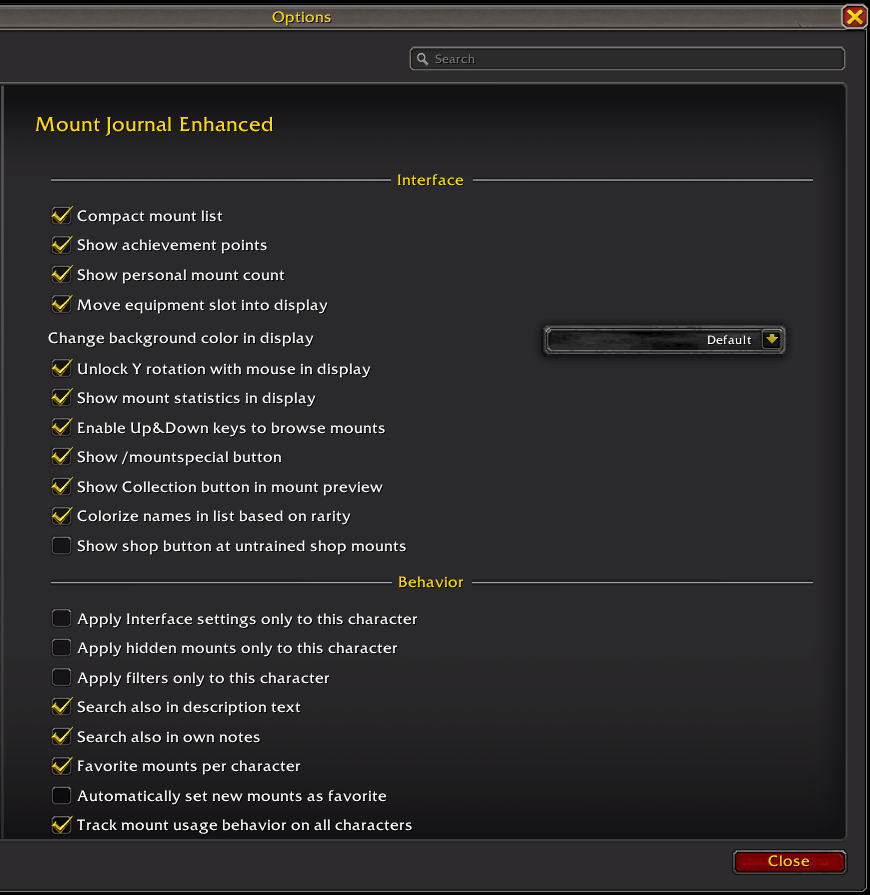 Options
Search
Mount Journal Enhanced
Interface
Compact mount list
Show achievement points
Show personal mount count
Move equipment slot into display
Change background color in display
Default
Unlock Y rotation with mouse in display
Show mount statistics in display
Enable Up&Down keys to browse mounts
Show /mountspecial button
Show Collection button in mount preview
Colorize names in list based on rarity
Show shop button at untrained shop mounts
Behavior
Apply Interface settings only to this character
Apply hidden mounts only to this character
Apply filters only to this character
Search also in description text
Search also in own notes
Favorite mounts per character
Automatically set new mounts as favorite
Track mount usage behavior on all characters
Close